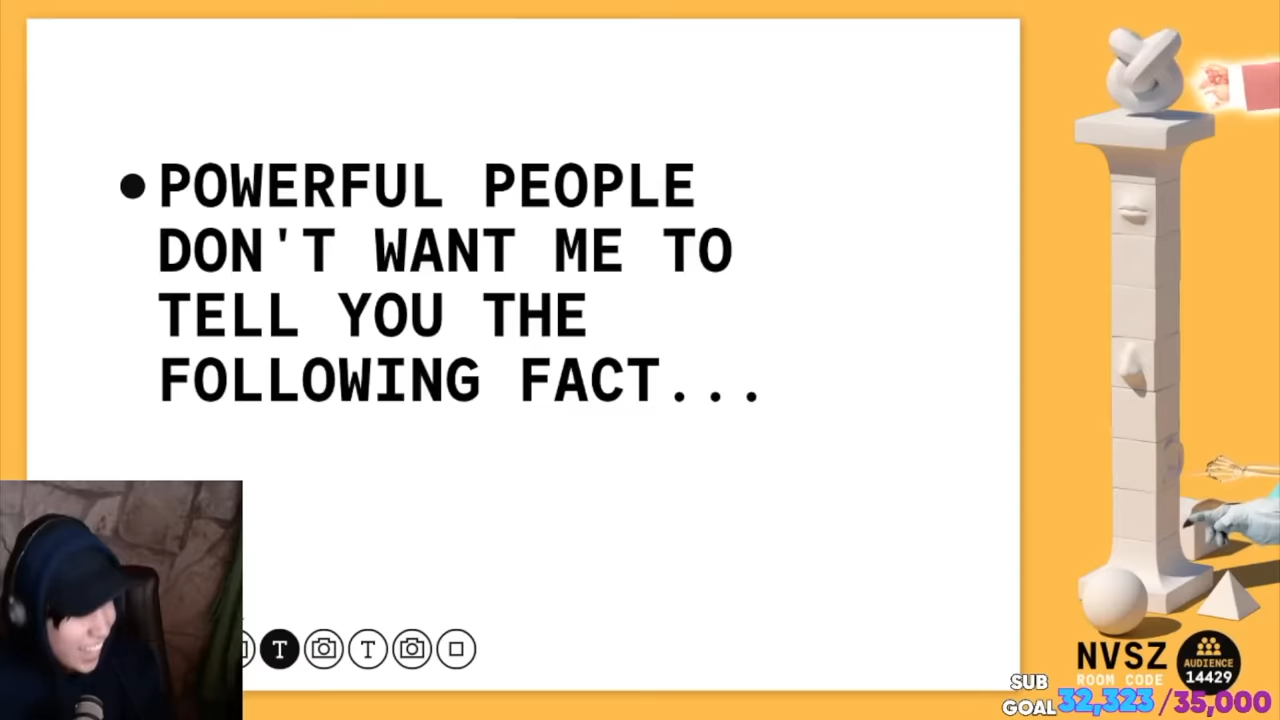 • POWERFUL PEOPLE
DON'T WANT ME TO
TELL YOU THE
FOLLOWING FACT...
T
T
NVSZ
ROOM CODE
AUDIENCE
14429
SUB
GOAL 32,323/35,000